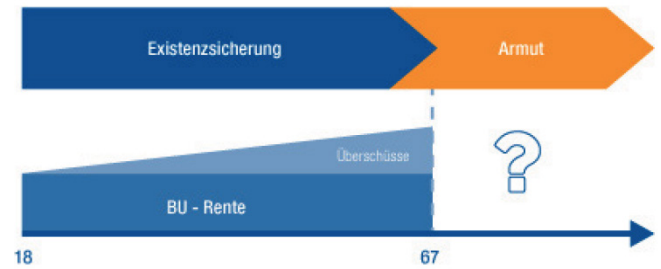 Existenzsicherung
Armut
Überschüsse
?
BU - Rente
18
67